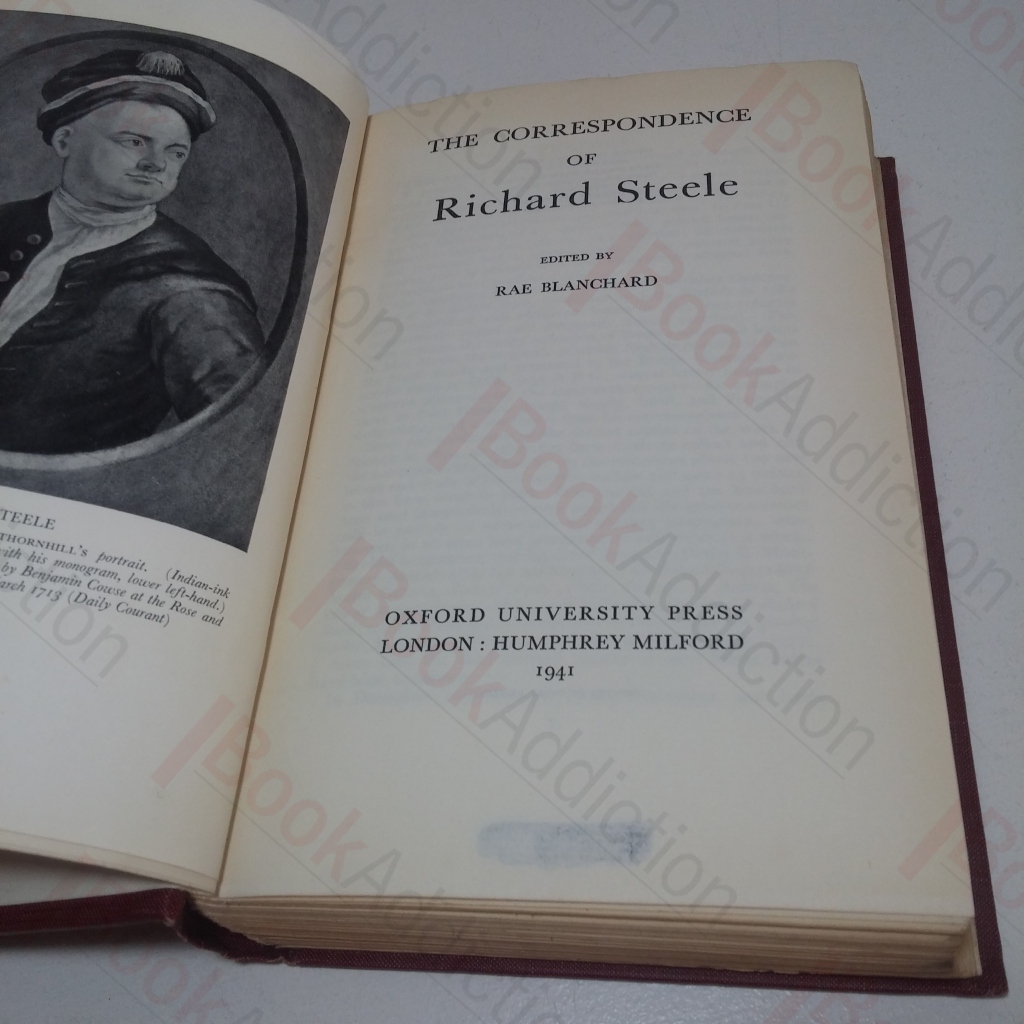 TEELE
THORNHILL'S portrait. (Indian-ink
with his monogram, lower left-hand.)
by Benjamin Cowse at the Rose and
arch 1713 (Daily Courant)
THE CORRESPONDENCE
OF
Richard Steele
EDITED BY
RAE BLANCHARD
OXFORD UNIVERSITY PRESS
LONDON : HUMPHREY MILFORD
1941
BookAddiction